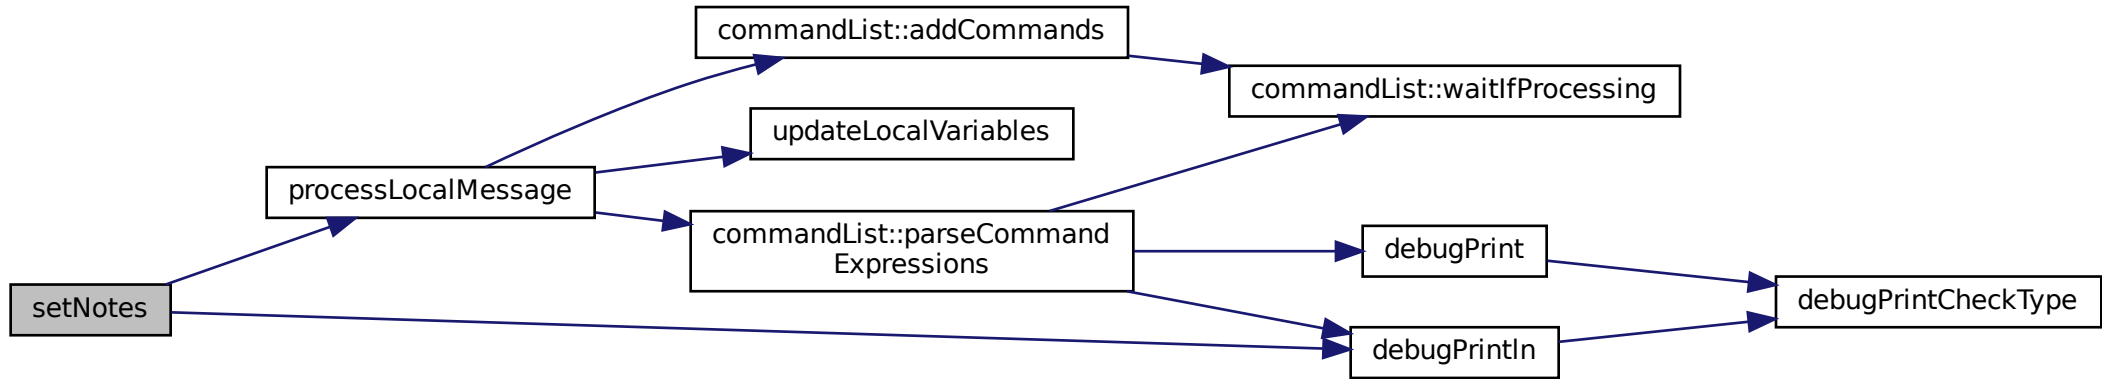 commandList::addCommands
commandList::waitIfProcessing
updateLocalVariables
processLocalMessage
commandList::parseCommand
Expressions
debugPrint
setNotes
debugPrintCheckType
debugPrintln